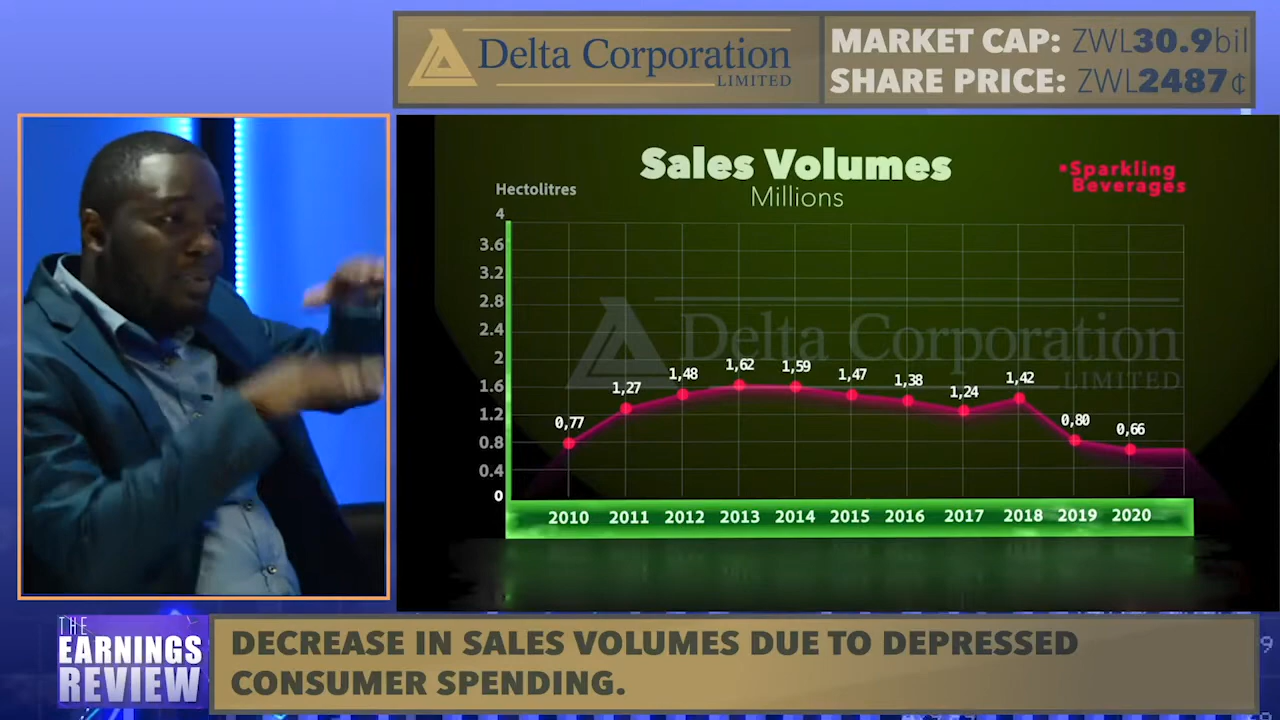 Delta Corporation
LIMITED
MARKET CAP: ZWL30.9bil
SHARE PRICE: ZWL2487¢
Sales Volumes
Millions
Hectolitres
•Sparkling
Beverages
4
3.6
3.2
2.8
2.4
2
1.6
1.2
0.8
0.4
0
Delta Corporation
LIMITED
0,77
1,27
1,48
1,62
1,59
1,47
1,38
1,24
1,42
0,80
0,66
2010 2011 2012 2013 2014 2015 2016 2017 2018 2019 2020
THE
EARNINGS
REVIEW
DECREASE IN SALES VOLUMES DUE TO DEPRESSED
CONSUMER SPENDING.